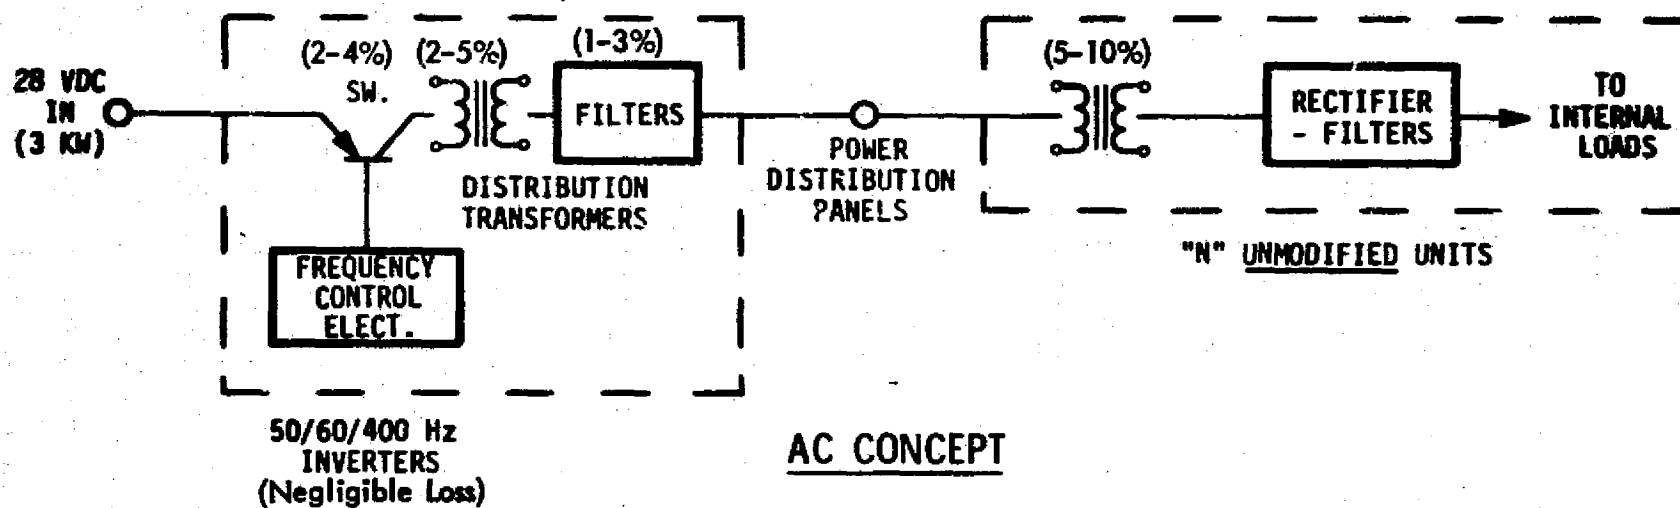 28 VDC
IN
(3 KW)
(2-4%)
SW.
(2-5%)
(1-3%)
FILTERS
DISTRIBUTION
TRANSFORMERS
FREQUENCY
CONTROL
ELECT.
50/60/400 Hz
INVERTERS
(Negligible Loss)
POWER
DISTRIBUTION
PANELS
(5-10%)
RECTIFIER
- FILTERS
TO
INTERNAL
LOADS
"N" UNMODIFIED UNITS
AC CONCEPT